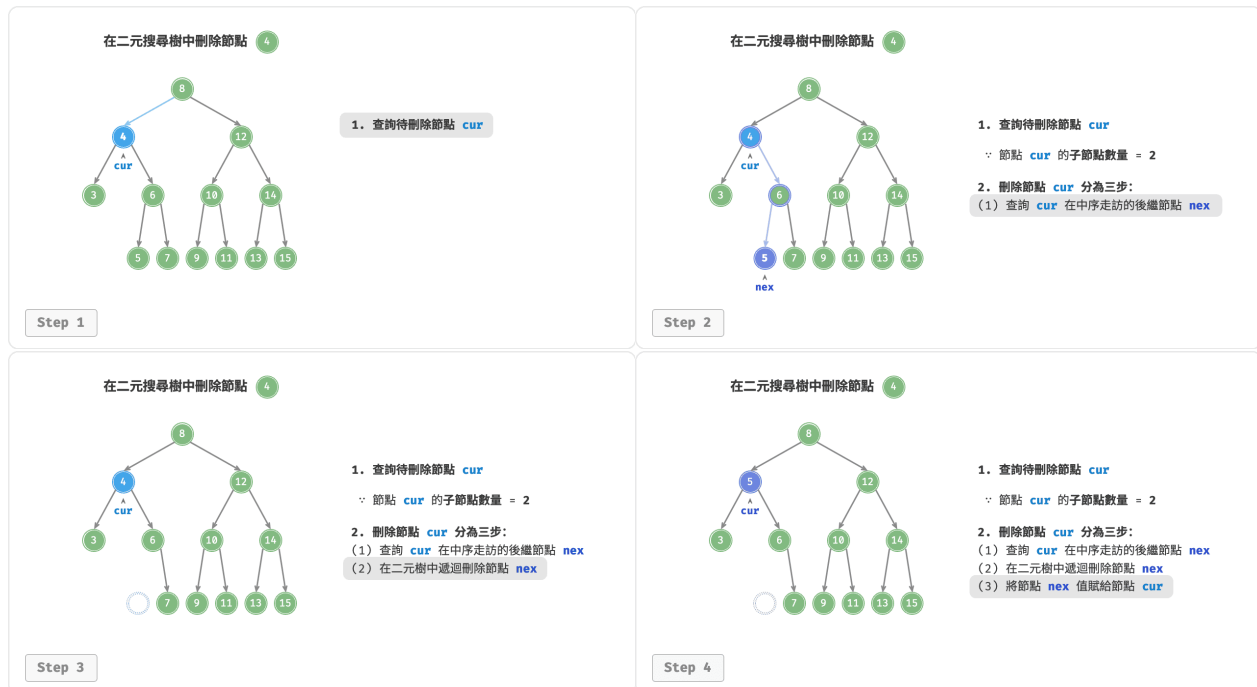 在二元搜尋樹中刪除節點 4
8
4
12
cur
3
6
10
14
5
7
9
11
13
15
1. 查詢待刪除節點 cur
Step 1
在二元搜尋樹中刪除節點 4
8
4
12
cur
3
6
10
14
5
7
9
11
13
15
nex
1. 查詢待刪除節點 cur
∵ 節點 cur 的子節點數量 = 2
2. 刪除節點 cur 分為三步:
(1) 查詢 cur 在中序走訪的後繼節點 nex
Step 2
在二元搜尋樹中刪除節點 4
8
4
12
cur
3
6
10
14
7
9
11
13
15
1. 查詢待刪除節點 cur
∵ 節點 cur 的子節點數量 = 2
2. 刪除節點 cur 分為三步:
(1) 查詢 cur 在中序走訪的後繼節點 nex
(2) 在二元樹中遞迴刪除節點 nex
Step 3
在二元搜尋樹中刪除節點 4
8
5
12
cur
3
6
10
14
7
9
11
13
15
1. 查詢待刪除節點 cur
∵ 節點 cur 的子節點數量 = 2
2. 刪除節點 cur 分為三步:
(1) 查詢 cur 在中序走訪的後繼節點 nex
(2) 在二元樹中遞迴刪除節點 nex
(3) 將節點 nex 值賦給節點 cur
Step 4